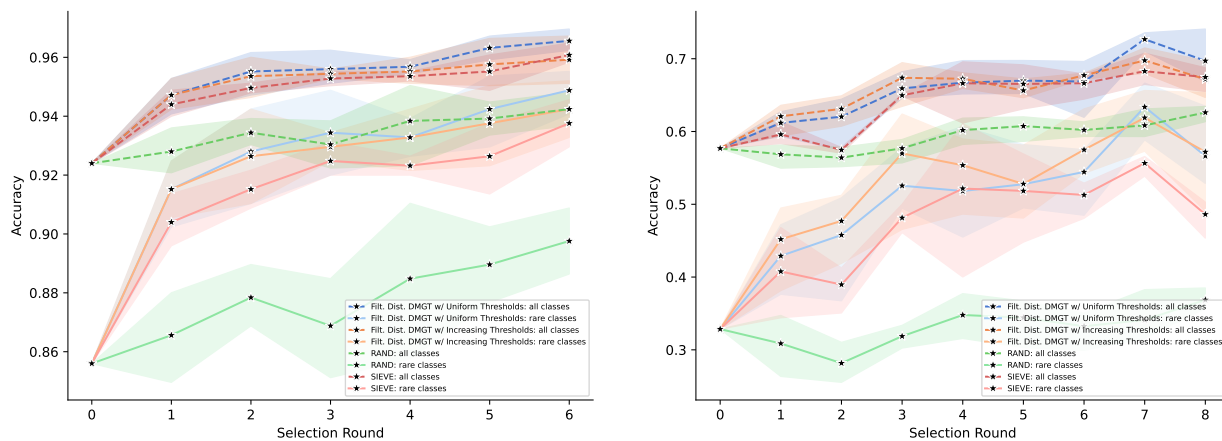 0.96
0.94
0.92
0.90
0.88
0.86
Accuracy
0 1 2 3 4 5 6
Selection Round
Filt. Dist. DMGT w/ Uniform Thresholds: all classes
Filt. Dist. DMGT w/ Uniform Thresholds: rare classes
Filt. Dist. DMGT w/ Increasing Thresholds: all classes
Filt. Dist. DMGT w/ Increasing Thresholds: rare classes
RAND: all classes
RAND: rare classes
SIEVE: all classes
SIEVE: rare classes
0.7
0.6
0.5
0.4
0.3
Accuracy
0 1 2 3 4 5 6 7 8
Selection Round
Filt. Dist. DMGT w/ Uniform Thresholds: all classes
Filt. Dist. DMGT w/ Uniform Thresholds: rare classes
Filt. Dist. DMGT w/ Increasing Thresholds: all classes
Filt. Dist. DMGT w/ Increasing Thresholds: rare classes
RAND: all classes
RAND: rare classes
SIEVE: all classes
SIEVE: rare classes